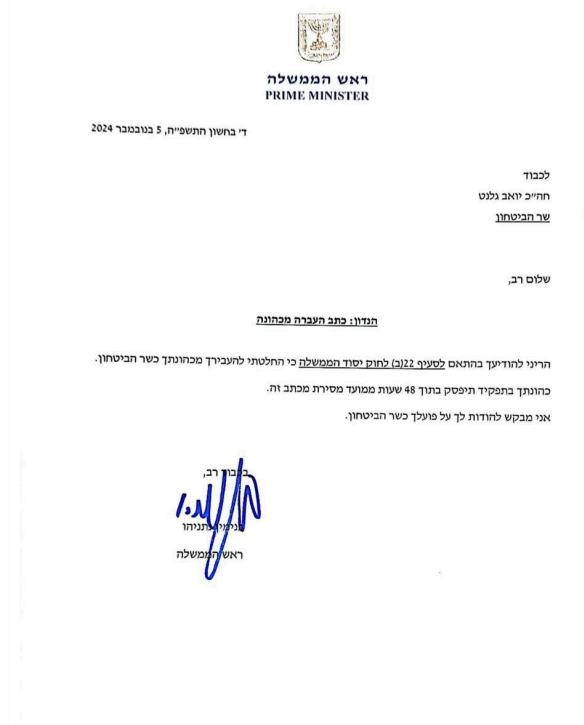 ראש הממשלה
PRIME MINISTER
ד׳ בחשון התשפ״ה, 5 בנובמבר 2024
לכבוד
חה״כ יואב גלנט
שר הביטחון
שלום רב,
הנדון: כתב העברה מכהונה
הריני להודיעך בהתאם לסעיף 22(ב) לחוק יסוד הממשלה כי החלטתי להעבירך מכהונתך כשר הביטחון.
כהונתך בתפקיד תיפסק בתוך 48 שעות ממועד מסירת מכתב זה.
אני מבקש להודות לך על פועלך כשר הביטחון.
בכבוד רב,
בנימין נתניהו
ראש הממשלה